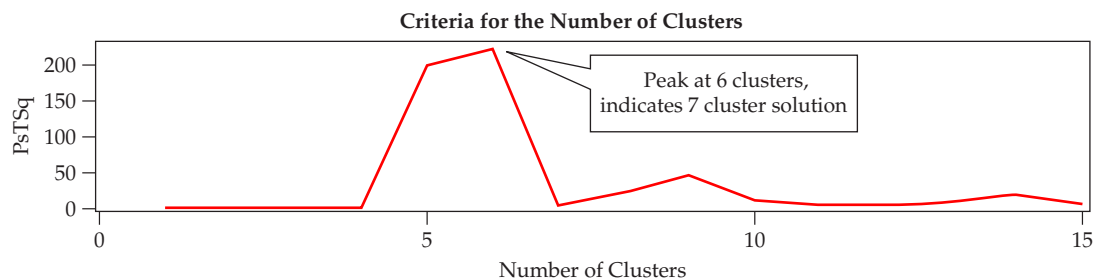 Criteria for the Number of Clusters
PsTSq
200
150
100
50
0
Peak at 6 clusters,
indicates 7 cluster solution
0 5 10 15
Number of Clusters